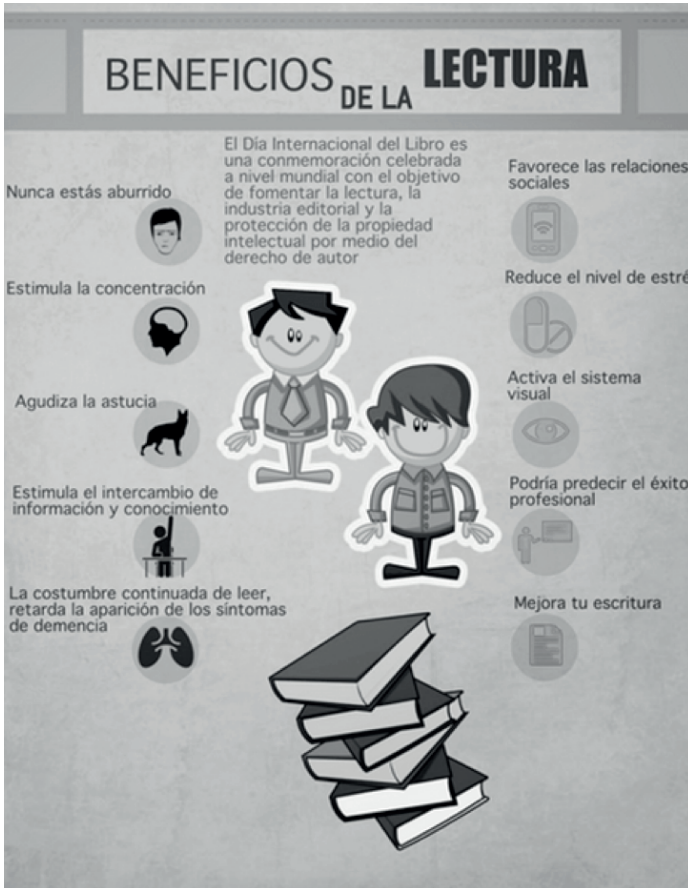 BENEFICIOS DE LA LECTURA
El Día Internacional del Libro es
una conmemoración celebrada
a nivel mundial con el objetivo
de fomentar la lectura, la
industria editorial y la
protección de la propiedad
intelectual por medio del
derecho de autor
Nunca estás aburrido
Estimula la concentración
Agudiza la astucia
Estimula el intercambio de
información y conocimiento
La costumbre continuada de leer,
retarda la aparición de los síntomas
de demencia
Favorece las relaciones
sociales
Reduce el nivel de estré
Activa el sistema
visual
Podría predecir el éxito
profesional
Mejora tu escritura